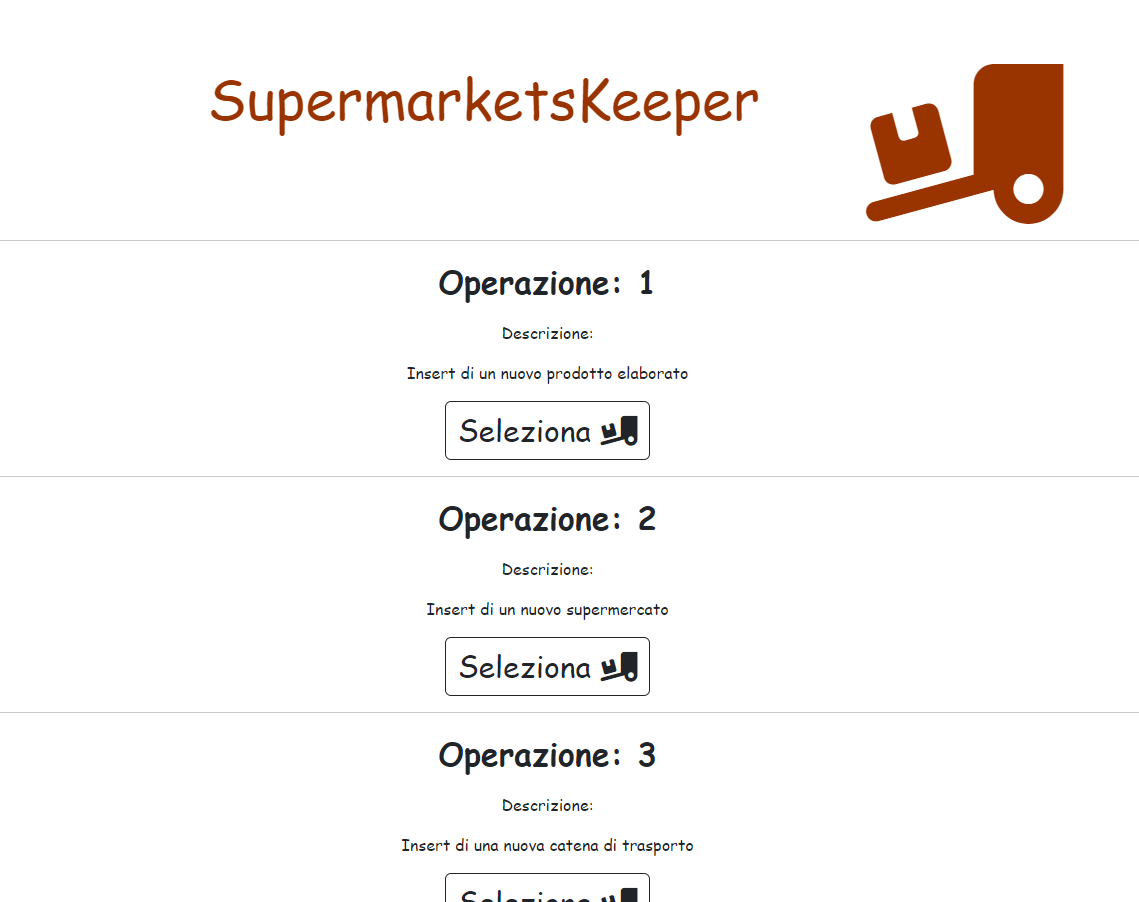 SupermarketsKeeper
Operazione: 1
Descrizione:
Insert di un nuovo prodotto elaborato
Seleziona
Operazione: 2
Descrizione:
Insert di un nuovo supermercato
Seleziona
Operazione: 3
Descrizione:
Insert di una nuova catena di trasporto
Seleziona